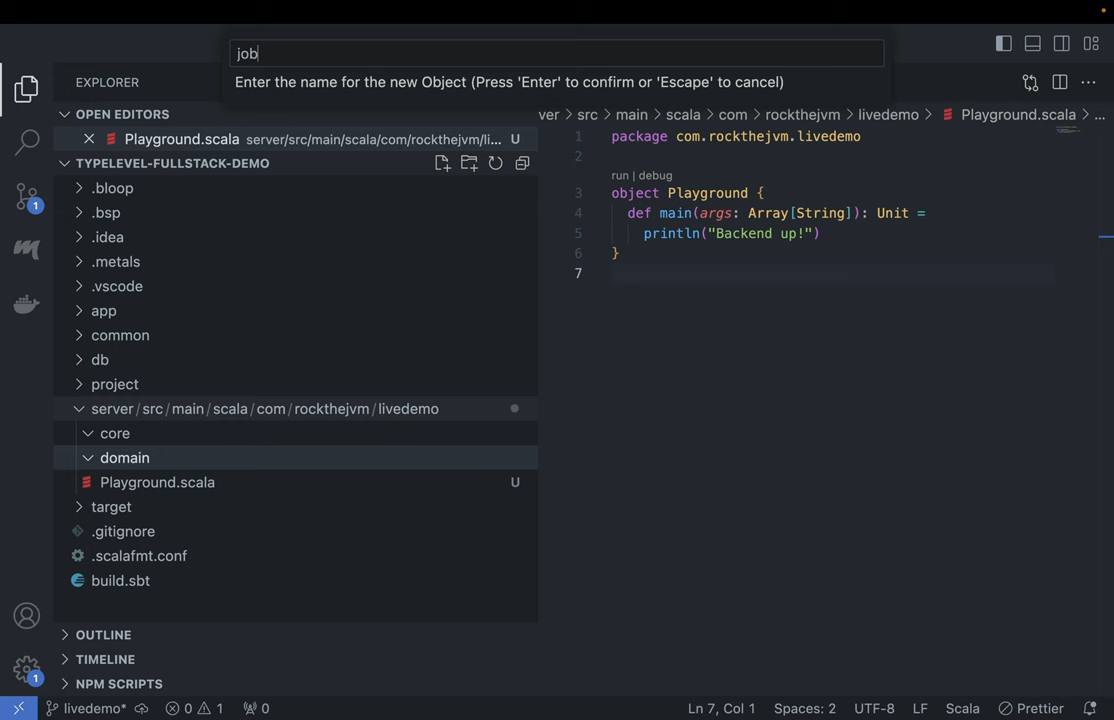 job
Enter the name for the new Object (Press 'Enter' to confirm or 'Escape' to cancel)
EXPLORER
OPEN EDITORS
Playground.scala server/src/main/scala/com/rockthejvm/li... U
TYPELEVEL-FULLSTACK-DEMO
.bloop
.bsp
.idea
.metals
.vscode
app
common
db
project
server/src/main/scala/com/rockthejvm/livedemo
core
domain
Playground.scala U
target
.gitignore
.scalafmt.conf
build.sbt
OUTLINE
TIMELINE
NPM SCRIPTS
1
1
ver > src > main > scala > com > rockthejvm > livedemo > Playground.scala > ...
1 package com.rockthejvm.livedemo
2
run | debug
3 object Playground {
4 def main(args: Array[String]): Unit =
5 println("Backend up!")
6 }
7
livedemo* 0 1 0 Ln 7, Col 1 Spaces: 2 UTF-8 LF Scala Prettier